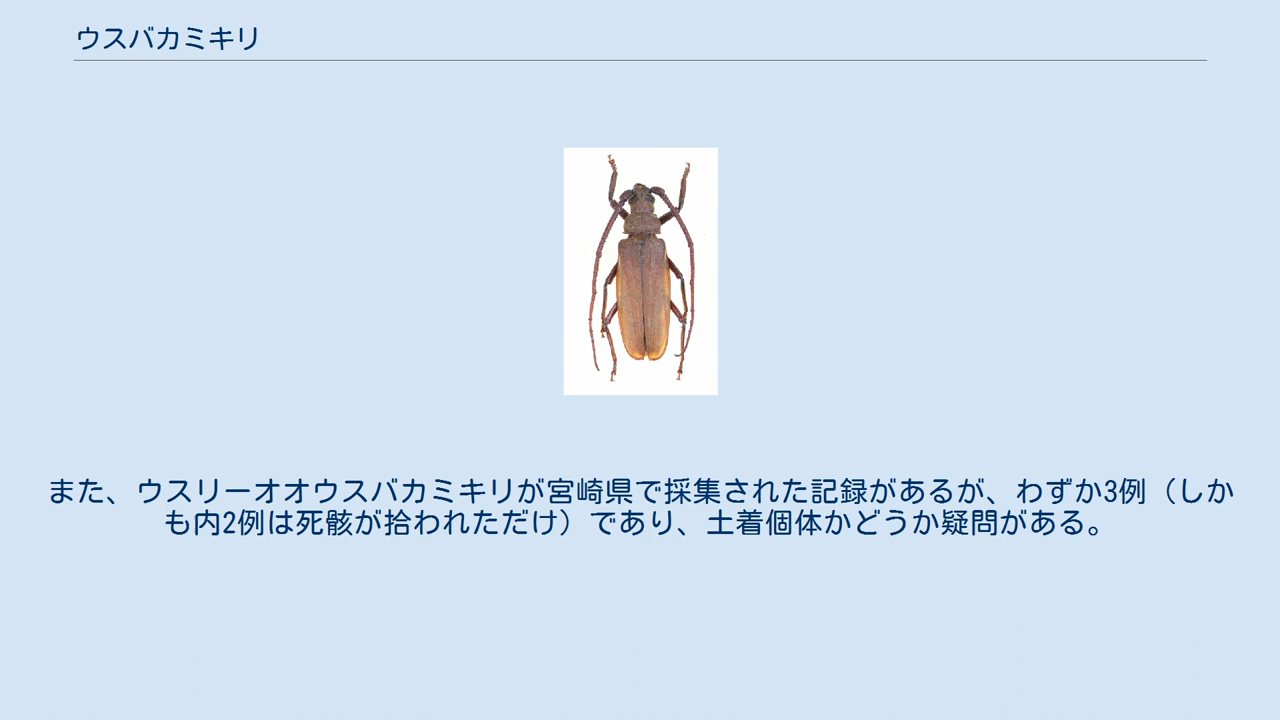 ウスバカミキリ
また、ウスリーオオウスバカミキリが宮崎県で採集された記録があるが、わずか3例（しか
も内2例は死骸が拾われただけ）であり、土着個体かどうか疑問がある。